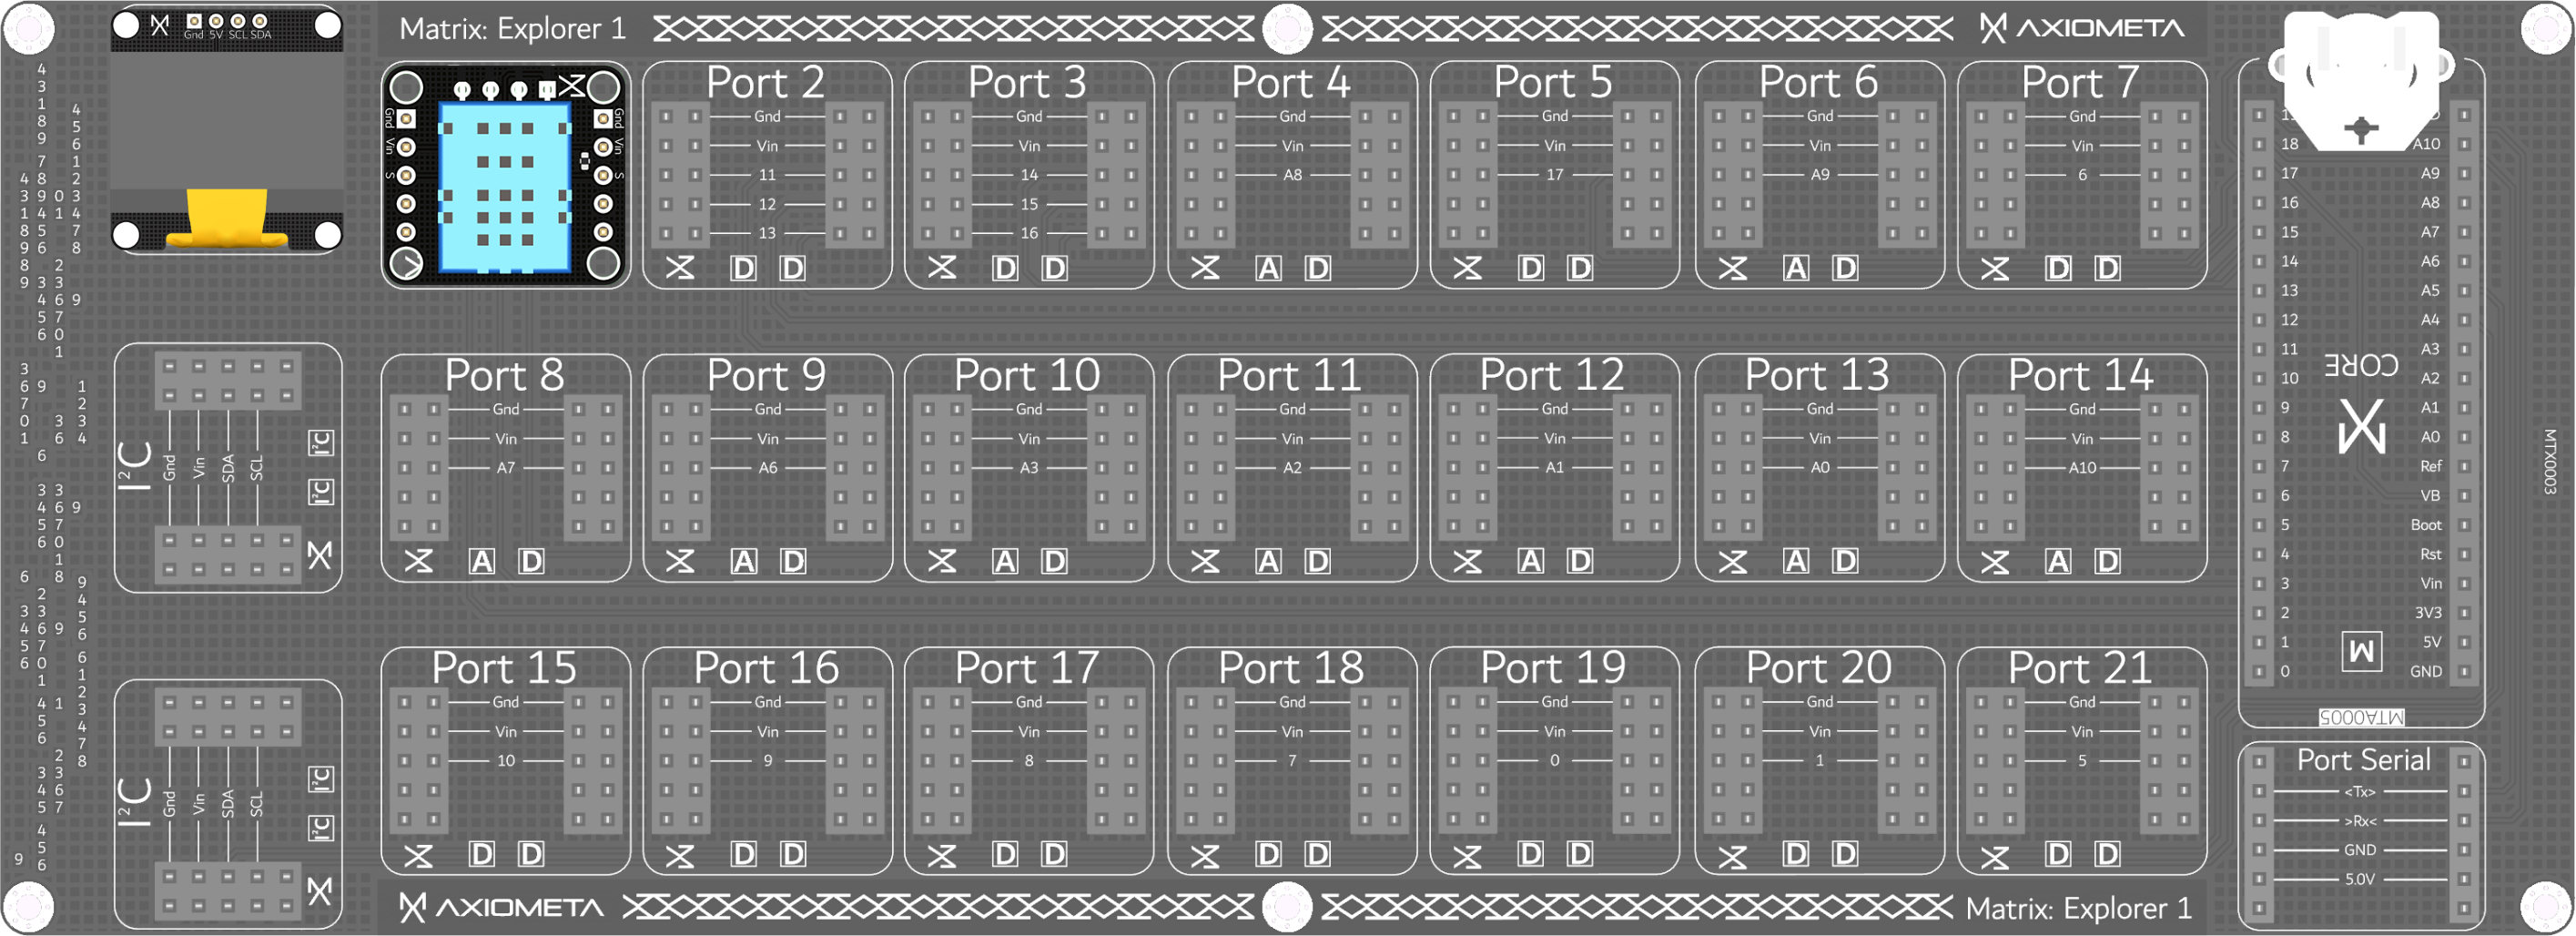 Gnd 5V SCL SDA
Matrix: Explorer 1
AXIOMETA
Gnd
Vin
S
Gnd
Vin
S
Port 2
Gnd
Vin
11
12
13
D D
Port 3
Gnd
Vin
14
15
16
D D
Port 4
Gnd
Vin
A8
A D
Port 5
Gnd
Vin
17
D D
Port 6
Gnd
Vin
A9
A D
Port 7
Gnd
Vin
6
D D
Port 8
Gnd
Vin
A7
A D
Port 9
Gnd
Vin
A6
A D
Port 10
Gnd
Vin
A3
A D
Port 11
Gnd
Vin
A2
A D
Port 12
Gnd
Vin
A1
A D
Port 13
Gnd
Vin
A0
A D
Port 14
Gnd
Vin
A10
A D
Port 15
Gnd
Vin
10
D D
Port 16
Gnd
Vin
9
D D
Port 17
Gnd
Vin
8
D D
Port 18
Gnd
Vin
7
D D
Port 19
Gnd
Vin
0
D D
Port 20
Gnd
Vin
1
D D
Port 21
Gnd
Vin
5
D D
I²C
Gnd
Vin
SDA
SCL
I²C
I²C
I²C
Gnd
Vin
SDA
SCL
I²C
I²C
18 A10
17 A9
16 A8
15 A7
14 A6
13 A5
12 A4
11 A3
10 A2
9 A1
8 A0
7 Ref
6 VB
5 Boot
4 Rst
3 Vin
2 3V3
1 5V
0 GND
CORE
M
MTA0005
MTX0003
Port Serial
<Tx>
>Rx<
GND
5.0V
AXIOMETA
Matrix: Explorer 1